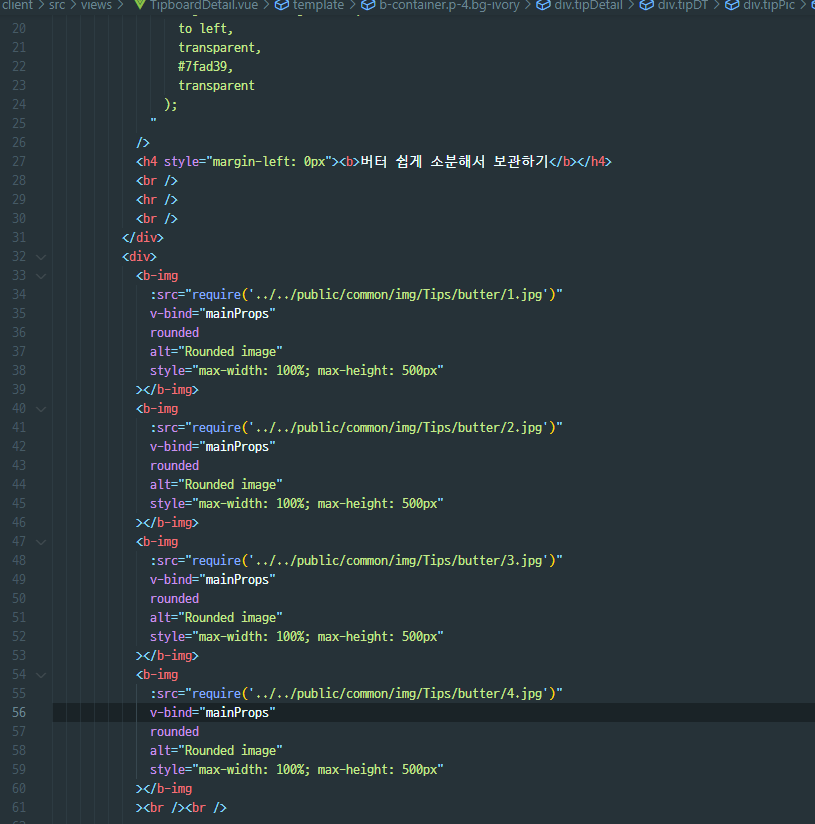 client > src > views > TipboardDetail.vue > template > b-container.p-4.bg-ivory > div.tipDetail > div.tipDT > div.tipPic >
20 to left,
21 transparent,
22 #7fad39,
23 transparent
24 );
25 "
26 />
27 <h4 style="margin-left: 0px"><b>버터 쉽게 소분해서 보관하기</b></h4>
28 <br />
29 <hr />
30 <br />
31 </div>
32 <div>
33 <b-img
34 :src="require('../../public/common/img/Tips/butter/1.jpg')"
35 v-bind="mainProps"
36 rounded
37 alt="Rounded image"
38 style="max-width: 100%; max-height: 500px"
39 ></b-img>
40 <b-img
41 :src="require('../../public/common/img/Tips/butter/2.jpg')"
42 v-bind="mainProps"
43 rounded
44 alt="Rounded image"
45 style="max-width: 100%; max-height: 500px"
46 ></b-img>
47 <b-img
48 :src="require('../../public/common/img/Tips/butter/3.jpg')"
49 v-bind="mainProps"
50 rounded
51 alt="Rounded image"
52 style="max-width: 100%; max-height: 500px"
53 ></b-img>
54 <b-img
55 :src="require('../../public/common/img/Tips/butter/4.jpg')"
56 v-bind="mainProps"
57 rounded
58 alt="Rounded image"
59 style="max-width: 100%; max-height: 500px"
60 ></b-img
61 ><br /><br />